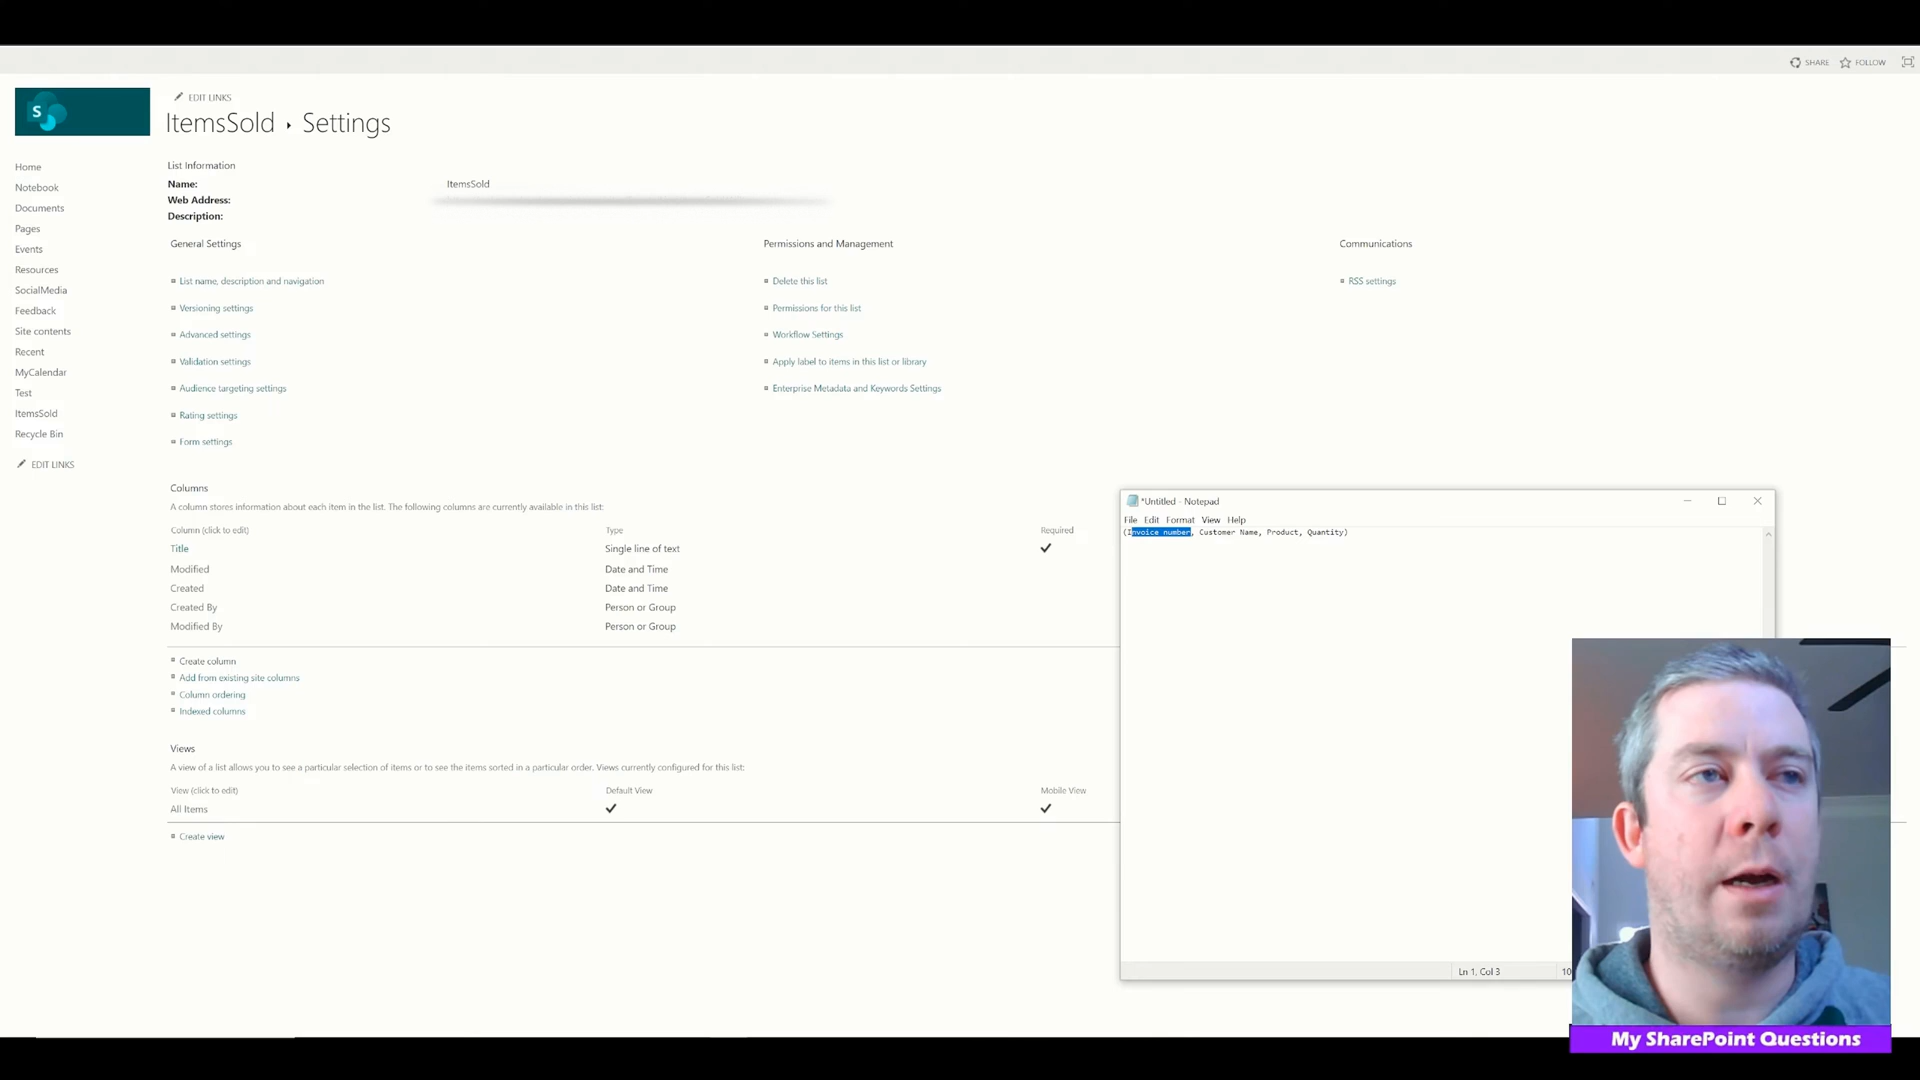 SHARE FOLLOW
S
EDIT LINKS
ItemsSold ▸ Settings
Home
Notebook
Documents
Pages
Events
Resources
SocialMedia
Feedback
Site contents
Recent
MyCalendar
Test
ItemsSold
Recycle Bin
EDIT LINKS
List Information
Name: ItemsSold
Web Address:
Description:
General Settings
List name, description and navigation
Versioning settings
Advanced settings
Validation settings
Audience targeting settings
Rating settings
Form settings
Permissions and Management
Delete this list
Permissions for this list
Workflow Settings
Apply label to items in this list or library
Enterprise Metadata and Keywords Settings
Communications
RSS settings
Columns
A column stores information about each item in the list. The following columns are currently available in this list:
Column (click to edit) Type Required
Title Single line of text
Modified Date and Time
Created Date and Time
Created By Person or Group
Modified By Person or Group
Create column
Add from existing site columns
Column ordering
Indexed columns
Views
A view of a list allows you to see a particular selection of items or to see the items sorted in a particular order. Views currently configured for this list:
View (click to edit) Default View Mobile View
All Items
Create view
*Untitled - Notepad
File Edit Format View Help
(Invoice number, Customer Name, Product, Quantity)
Ln 1, Col 3 10
My SharePoint Questions